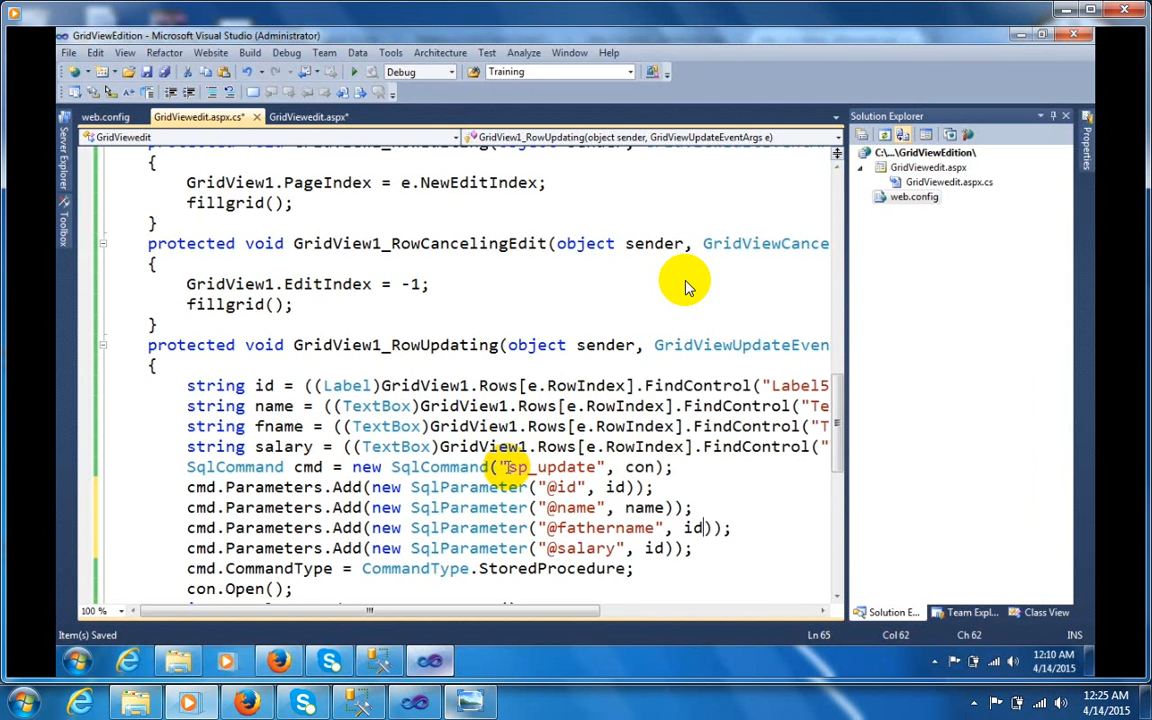 GridViewEdition - Microsoft Visual Studio (Administrator)
File Edit View Refactor Website Build Debug Team Data Tools Architecture Test Analyze Window Help
Debug Training
web.config GridViewedit.aspx.cs* GridViewedit.aspx* Solution Explorer
GridViewedit GridView1_RowUpdating(object sender, GridViewUpdateEventArgs e)
Server Explorer
Toolbox
Properties
C:\...\GridViewEdition\
GridViewedit.aspx
GridViewedit.aspx.cs
web.config
{
GridView1.PageIndex = e.NewEditIndex;
fillgrid();
}
protected void GridView1_RowCancelingEdit(object sender, GridViewCance
{
GridView1.EditIndex = -1;
fillgrid();
}
protected void GridView1_RowUpdating(object sender, GridViewUpdateEven
{
string id = ((Label)GridView1.Rows[e.RowIndex].FindControl("Label5
string name = ((TextBox)GridView1.Rows[e.RowIndex].FindControl("Te
string fname = ((TextBox)GridView1.Rows[e.RowIndex].FindControl("T
string salary = ((TextBox)GridView1.Rows[e.RowIndex].FindControl("
SqlCommand cmd = new SqlCommand("sp_update", con);
cmd.Parameters.Add(new SqlParameter("@id", id));
cmd.Parameters.Add(new SqlParameter("@name", name));
cmd.Parameters.Add(new SqlParameter("@fathername", id));
cmd.Parameters.Add(new SqlParameter("@salary", id));
cmd.CommandType = CommandType.StoredProcedure;
con.Open();
100 %
Solution E... Team Expl... Class View
Item(s) Saved Ln 65 Col 62 Ch 62 INS
12:10 AM
4/14/2015
12:25 AM
4/14/2015